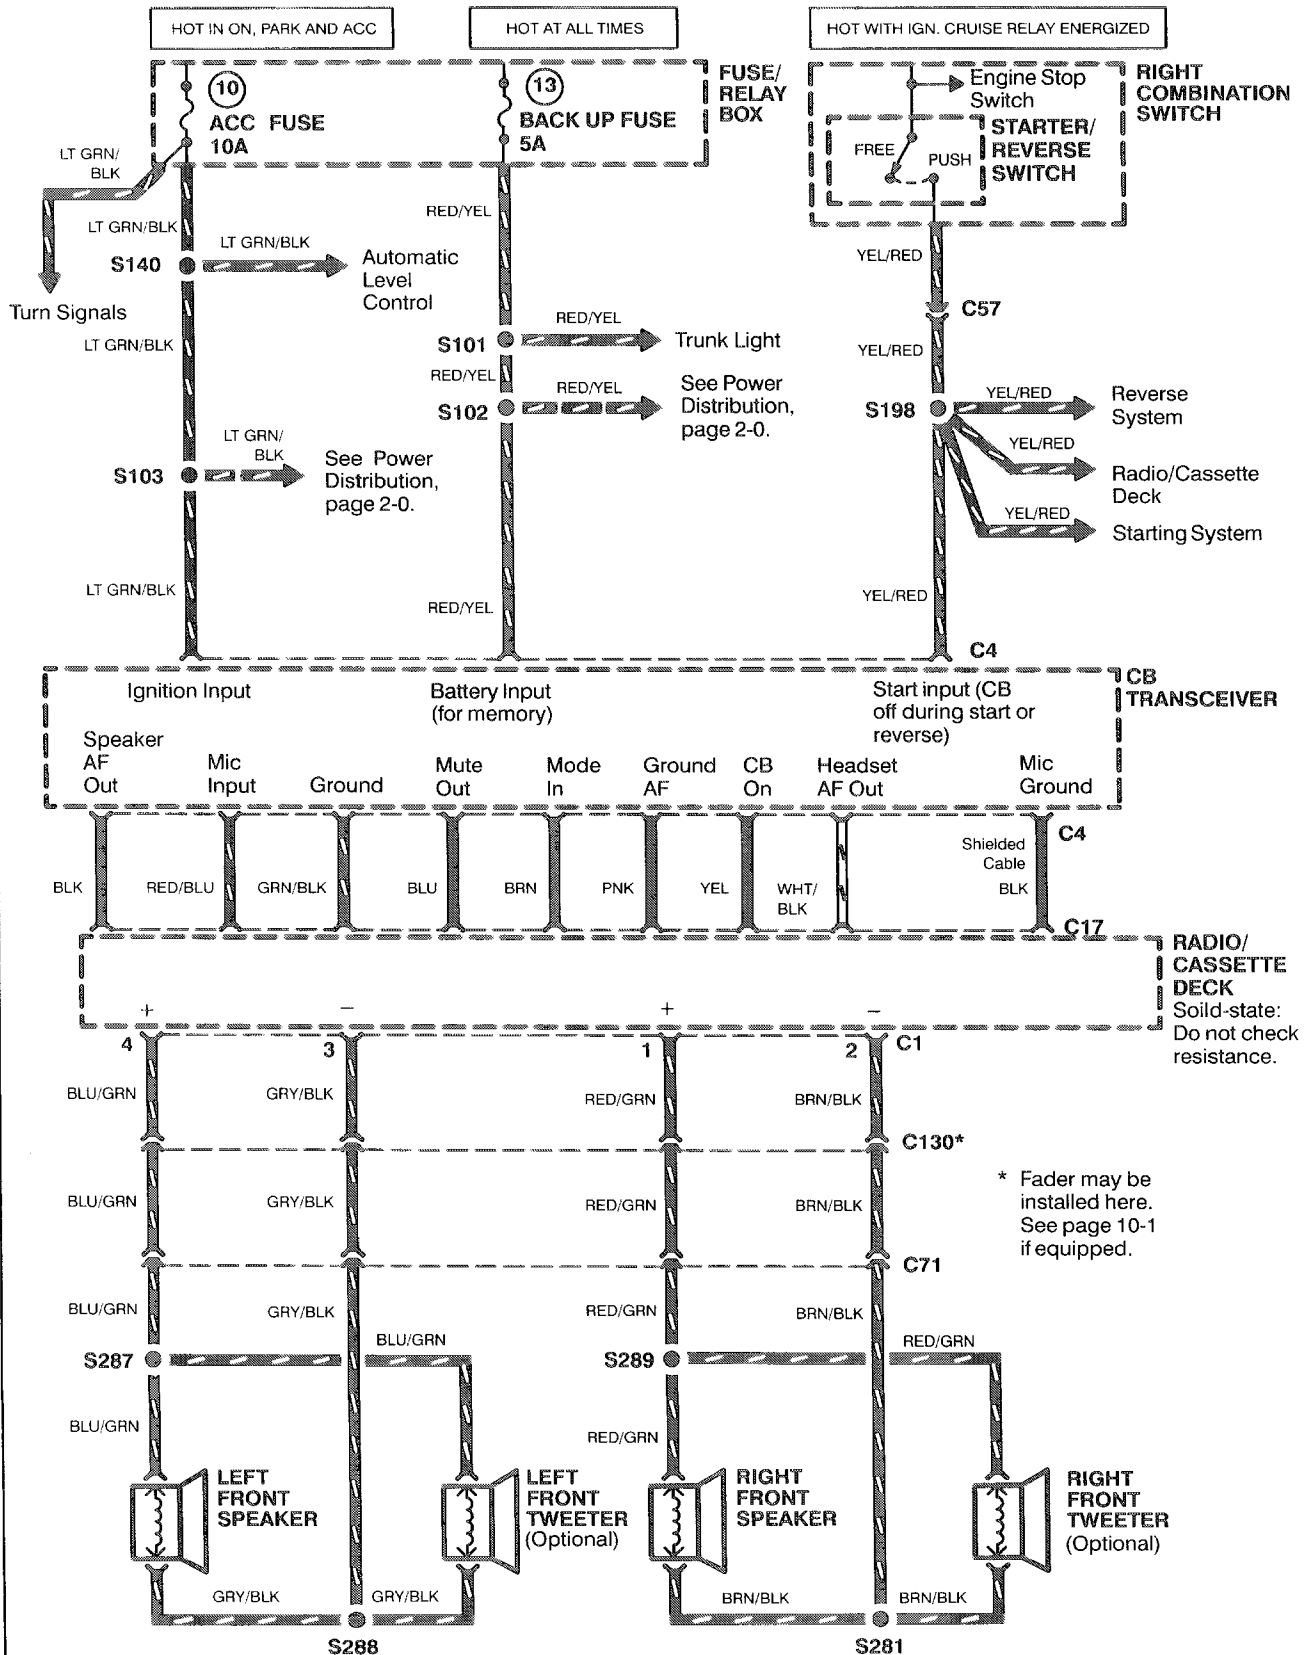 HOT IN ON, PARK AND ACC
HOT AT ALL TIMES
HOT WITH IGN. CRUISE RELAY ENERGIZED
10
ACC FUSE
10A
13
BACK UP FUSE
5A
FUSE/
RELAY
BOX
Engine Stop
Switch
STARTER/
REVERSE
SWITCH
FREE
PUSH
RIGHT
COMBINATION
SWITCH
LT GRN/
BLK
Turn Signals
LT GRN/BLK
S140
LT GRN/BLK
Automatic
Level
Control
LT GRN/BLK
S103
LT GRN/
BLK
See Power
Distribution,
page 2-0.
LT GRN/BLK
RED/YEL
S101
RED/YEL
Trunk Light
RED/YEL
S102
RED/YEL
See Power
Distribution,
page 2-0.
RED/YEL
YEL/RED
C57
YEL/RED
S198
YEL/RED
Reverse
System
YEL/RED
Radio/Cassette
Deck
YEL/RED
Starting System
YEL/RED
C4
CB
TRANSCEIVER
Ignition Input
Battery Input
(for memory)
Start input (CB
off during start or
reverse)
Speaker
AF
Out
Mic
Input
Ground
Mute
Out
Mode
In
Ground
AF
CB
On
Headset
AF Out
Mic
Ground
C4
BLK
RED/BLU
GRN/BLK
BLU
BRN
PNK
YEL
WHT/
BLK
Shielded
Cable
BLK
C17
RADIO/
CASSETTE
DECK
Soild-state:
Do not check
resistance.
+
−
+
−
4
3
1
2
C1
BLU/GRN
GRY/BLK
RED/GRN
BRN/BLK
C130*
BLU/GRN
GRY/BLK
RED/GRN
BRN/BLK
* Fader may be
installed here.
See page 10-1
if equipped.
C71
BLU/GRN
GRY/BLK
RED/GRN
BRN/BLK
S287
BLU/GRN
S289
RED/GRN
BLU/GRN
RED/GRN
LEFT
FRONT
SPEAKER
LEFT
FRONT
TWEETER
(Optional)
RIGHT
FRONT
SPEAKER
RIGHT
FRONT
TWEETER
(Optional)
GRY/BLK
GRY/BLK
BRN/BLK
BRN/BLK
S288
S281